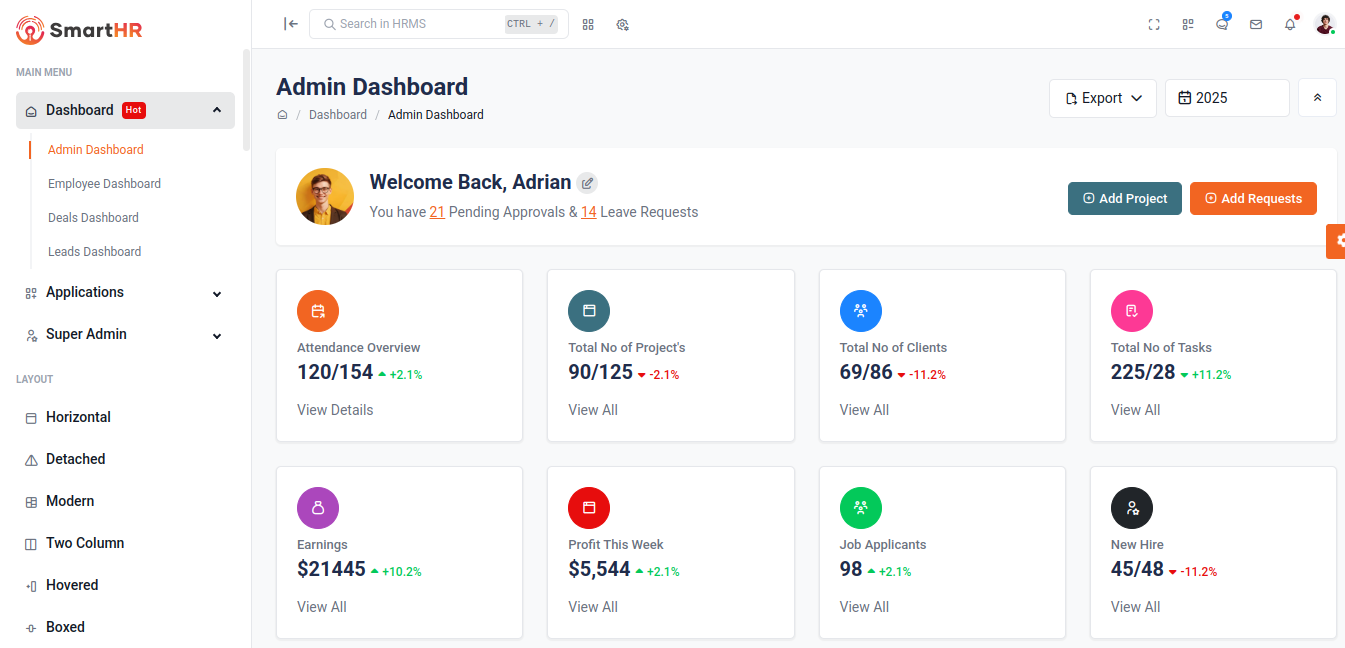 SmartHR
MAIN MENU
Dashboard Hot
Admin Dashboard
Employee Dashboard
Deals Dashboard
Leads Dashboard
Applications
Super Admin
LAYOUT
Horizontal
Detached
Modern
Two Column
Hovered
Boxed
Search in HRMS CTRL + /
5
Admin Dashboard
/ Dashboard / Admin Dashboard
Export
2025
Welcome Back, Adrian
You have 21 Pending Approvals & 14 Leave Requests
Add Project
Add Requests
Attendance Overview
120/154 +2.1%
View Details
Total No of Project's
90/125 -2.1%
View All
Total No of Clients
69/86 -11.2%
View All
Total No of Tasks
225/28 +11.2%
View All
Earnings
$21445 +10.2%
View All
Profit This Week
$5,544 +2.1%
View All
Job Applicants
98 +2.1%
View All
New Hire
45/48 -11.2%
View All